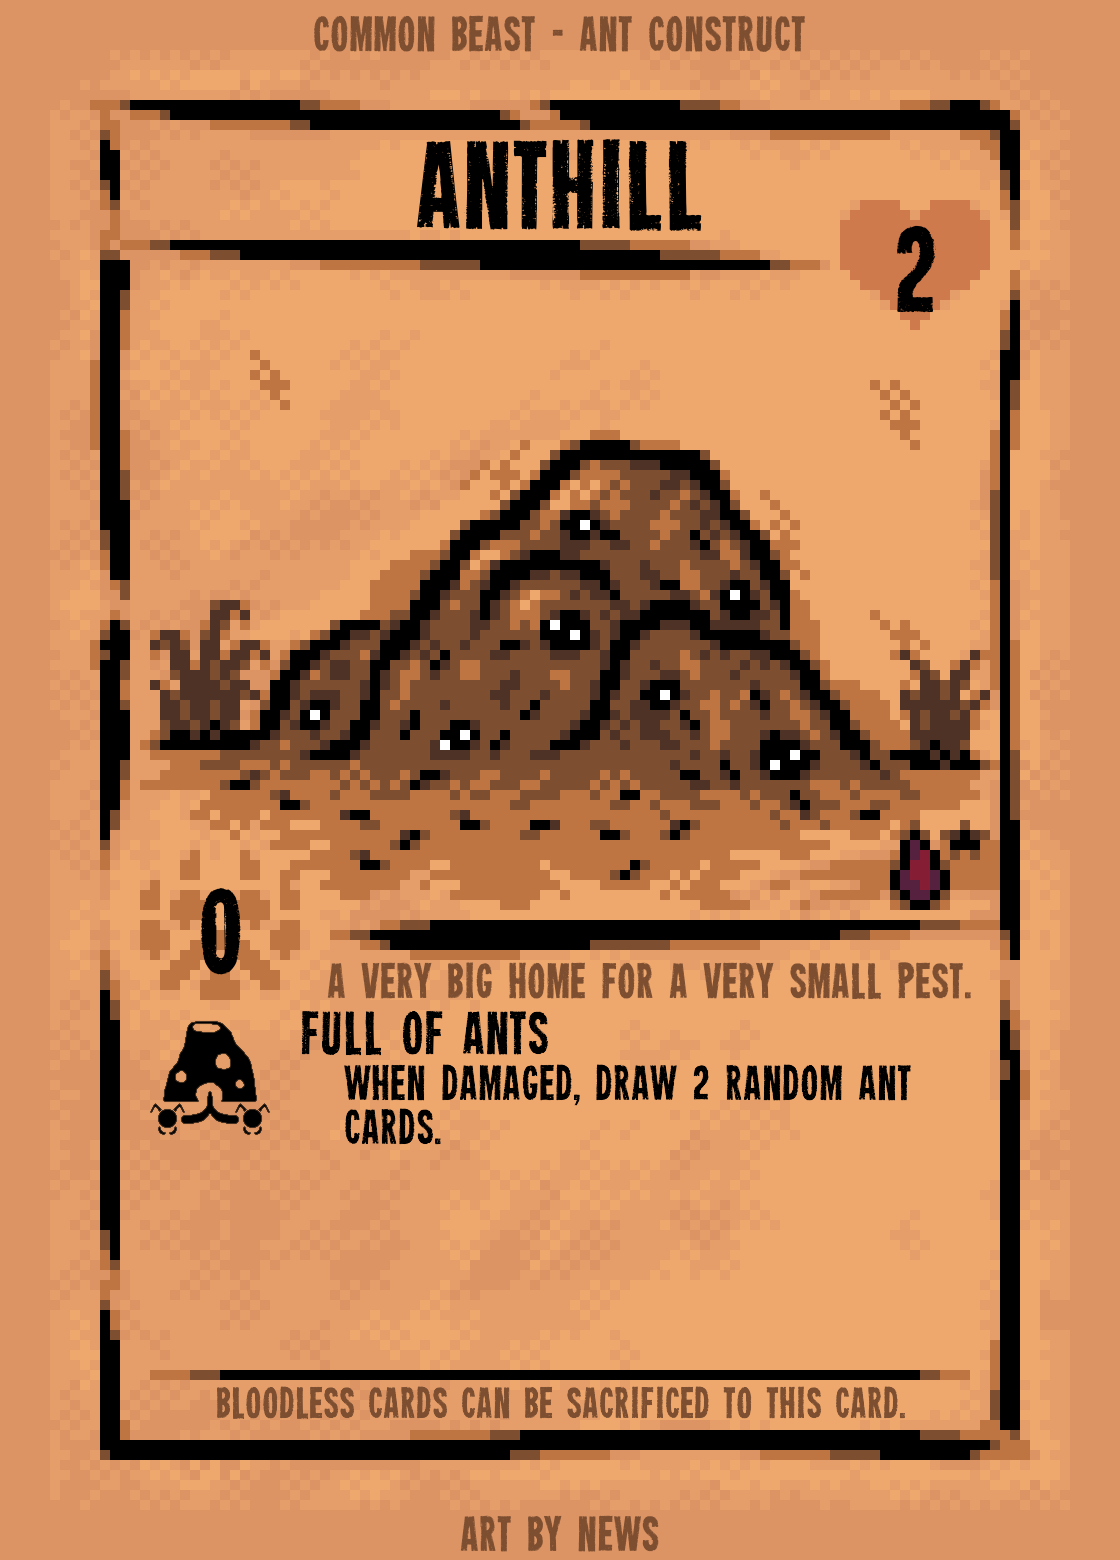 COMMON BEAST - ANT CONSTRUCT
ANTHILL
2
0
A VERY BIG HOME FOR A VERY SMALL PEST.
FULL OF ANTS
WHEN DAMAGED, DRAW 2 RANDOM ANT
CARDS.
BLOODLESS CARDS CAN BE SACRIFICED TO THIS CARD.
ART BY NEWS